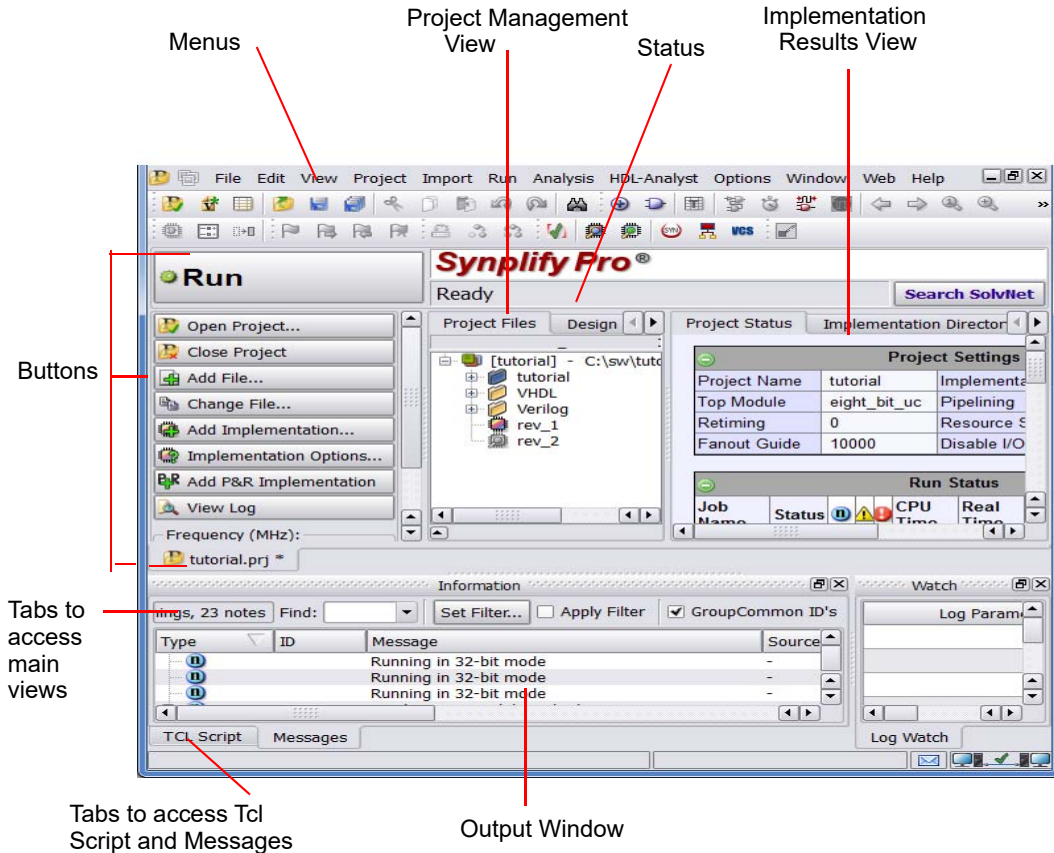 Menus
Project Management
View
Status
Implementation
Results View
File Edit View Project Import Run Analysis HDL-Analyst Options Window Web Help
VCS
Run
Synplify Pro®
Ready
Search SolvNet
Buttons
Open Project...
Close Project
Add File...
Change File...
Add Implementation...
Implementation Options...
P&R Add P&R Implementation
View Log
Frequency (MHz):
tutorial.prj *
Project Files Design
[tutorial] - C:\sw\tuto
tutorial
VHDL
Verilog
rev_1
rev_2
Project Status Implementation Director
Project Settings
Project Name tutorial Implementa
Top Module eight_bit_uc Pipelining
Retiming 0 Resource S
Fanout Guide 10000 Disable I/O
Run Status
Job Name Status n CPU Time Real Time
Tabs to
access
main
views
Information
ings, 23 notes Find: Set Filter... Apply Filter GroupCommon ID's
Type ID Message Source
n Running in 32-bit mode -
n Running in 32-bit mode -
n Running in 32-bit mode -
TCL Script Messages
Watch
Log Parame
Log Watch
Tabs to access Tcl
Script and Messages
Output Window